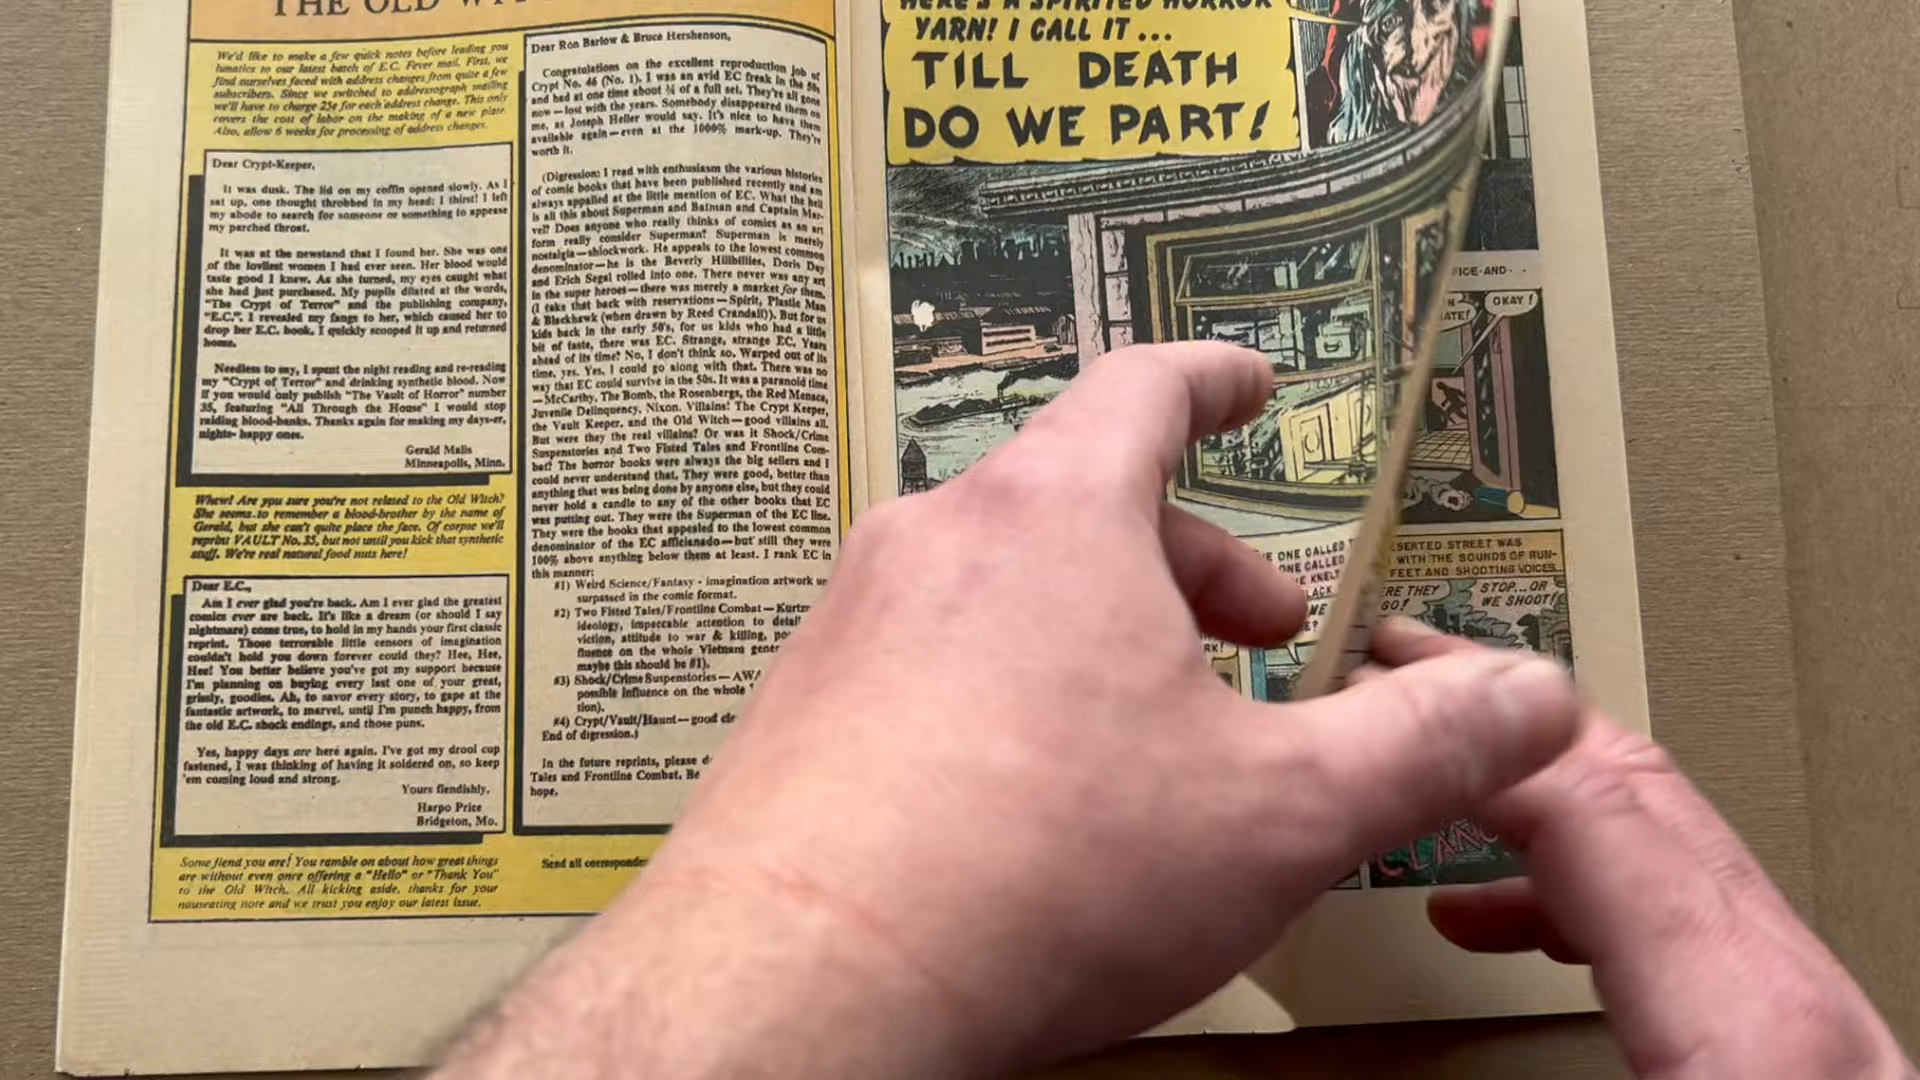 THE OLD
We'd like to make a few quick notes before leading you
lunatics to our latest batch of E.C. Fever mail. First, we
find ourselves faced with address changes from quite a few
subscribers. Since we switched to addressograph mailing
we'll have to charge 25¢ for each address change. This only
covers the cost of labor on the making of a new plate.
Also, allow 6 weeks for processing of address changes.
Dear Crypt-Keeper,
It was dusk. The lid on my coffin opened slowly. As I
sat up, one thought throbbed in my head: I thirst! I left
my abode to search for someone or something to appease
my parched throat.
It was at the newstand that I found her. She was one
of the lovliest women I had ever seen. Her blood would
taste good I knew. As she turned, my eyes caught what
she had just purchased. My pupils dilated at the words,
"The Crypt of Terror" and the publishing company,
"E.C.". I revealed my fangs to her, which caused her to
drop her E.C. book. I quickly scooped it up and returned
home.
Needless to say, I spent the night reading and re-reading
my "Crypt of Terror" and drinking synthetic blood. Now
if you would only publish "The Vault of Horror" number
35, featuring "All Through the House" I would stop
raiding blood-banks. Thanks again for making my days-er,
nights- happy ones.
Gerald Malis
Minneapolis, Minn.
Whew! Are you sure you're not related to the Old Witch?
She seems to remember a blood-brother by the name of
Gerald, but she can't quite place the face. Of corpse we'll
reprint VAULT No. 35, but not until you kick that synthetic
stuff. We're real natural food nuts here!
Dear E.C.,
Am I ever glad you're back. Am I ever glad the greatest
comics ever are back. It's like a dream (or should I say
nightmare) come true, to hold in my hands your first classic
reprint. Those terrorable little censors of imagination
couldn't hold you down forever could they? Hee, Hee,
Hee! You better believe you've got my support because
I'm planning on buying every last one of your great,
grisly, goodies. Ah, to savor every story, to gape at the
fantastic artwork, to marvel, until I'm punch happy, from
the old E.C. shock endings, and those puns.
Yes, happy days are here again. I've got my drool cup
fastened, I was thinking of having it soldered on, so keep
'em coming loud and strong.
Yours fiendishly,
Harpo Price
Bridgeton, Mo.
Some fiend you are! You ramble on about how great things
are without even once offering a "Hello" or "Thank You"
to the Old Witch. All kicking aside, thanks for your
nauseating note and we trust you enjoy our latest issue.
Dear Ron Barlow & Bruce Hershenson,
Congratulations on the excellent reproduction job of
Crypt No. 46 (No. 1). I was an avid EC freak in the 50s
and had at one time about ¾ of a full set. They're all gone
now—lost with the years. Somebody disappeared them on
me, as Joseph Heller would say. It's nice to have them
available again—even at the 1000% mark-up. They're
worth it.
(Digression: I read with enthusiasm the various histories
of comic books that have been published recently and am
always appalled at the little mention of EC. What the hell
is all this about Superman and Batman and Captain Mar-
vel? Does anyone who really thinks of comics as an art
form really consider Superman? Superman is merely
nostalgia—shlockwork. He appeals to the lowest common
denominator—he is the Beverly Hillbillies, Doris Day
and Erich Segal rolled into one. There never was any art
in the super heroes—there was merely a market for them.
(I take that back with reservations—Spirit, Plastic Man
& Blackhawk (when drawn by Reed Crandall)). But for us
kids back in the early 50's, for us kids who had a little
bit of taste, there was EC. Strange, strange EC. Years
ahead of its time? No, I don't think so. Warped out of its
time, yes. Yes, I could go along with that. There was no
way that EC could survive in the 50s. It was a paranoid time
—McCarthy, The Bomb, the Rosenbergs, the Red Menace,
Juvenile Delinquency, Nixon. Villains! The Crypt Keeper,
the Vault Keeper, and the Old Witch—good villains all.
But were they the real villains? Or was it Shock/Crime
Suspenstories and Two Fisted Tales and Frontline Com-
bat? The horror books were always the big sellers and I
could never understand that. They were good, better than
anything that was being done by anyone else, but they could
never hold a candle to any of the other books that EC
was putting out. They were the Superman of the EC line.
They were the books that appealed to the lowest common
denominator of the EC afficienado—but still they were
100% above anything below them at least. I rank EC in
this manner:
#1) Weird Science/Fantasy - imagination artwork un
surpassed in the comic format.
#2) Two Fisted Tales/Frontline Combat—Kurtz
ideology, impeccable attention to detail
viction, attitude to war & killing, po
fluence on the whole Vietnam gener
maybe this should be #1).
#3) Shock/Crime Suspenstories—
possible influence on the whole
tion).
#4) Crypt/Vault/Haunt—good cle
End of digression.)
In the future reprints, please d
Tales and Frontline Combat. Be
hope.
Send all corresponde
HERE'S A SPIRITED HORROR
YARN! I CALL IT...
TILL DEATH
DO WE PART!
FICE-AND-
ATE!
OKAY!
ONE CALLED
ONE CALLED
E KNELT
LACK
ME
E?
RK!
ESERTED STREET WAS
WITH THE SOUNDS OF RUN-
FEET AND SHOOTING VOICES.
ERE THEY
GO!
STOP...OR
WE SHOOT!
CLANG